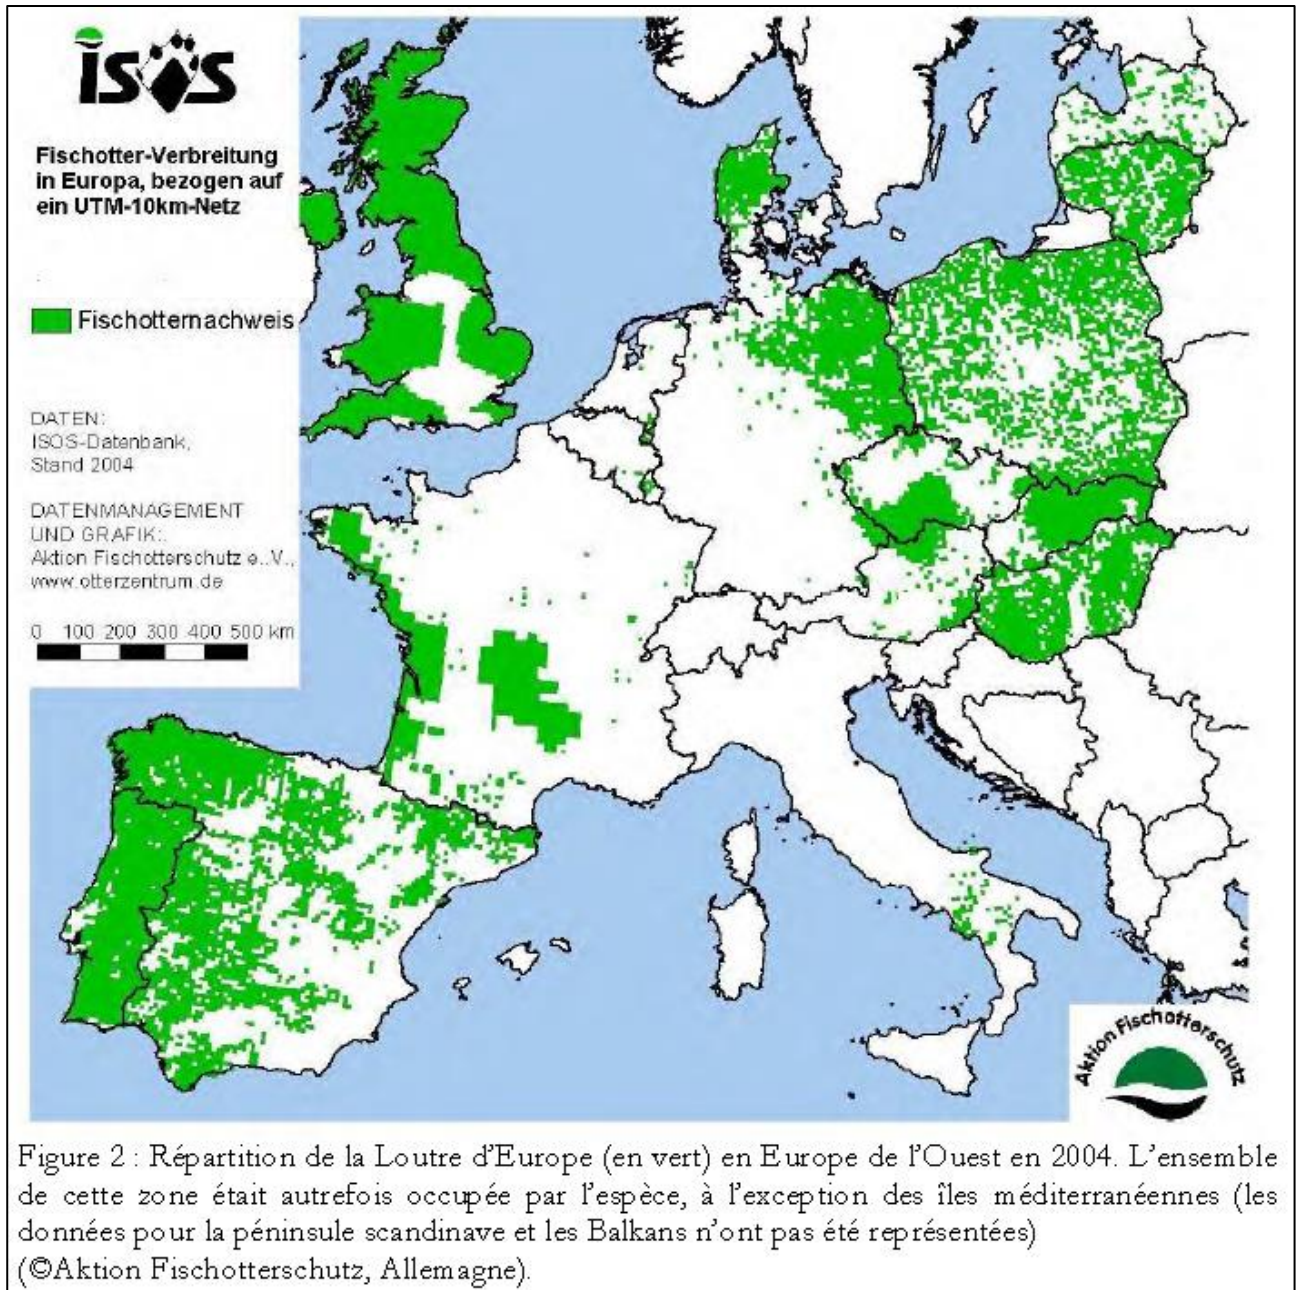 isos
Fischotter-Verbreitung
in Europa, bezogen auf
ein UTM-10km-Netz
Fischotternachweis
DATEN:
ISOS-Datenbank,
Stand 2004
DATENMANAGEMENT
UND GRAFIK:
Aktion Fischotterschutz e..V.,
www.otterzentrum.de
0 100 200 300 400 500 km
Aktion Fischotterschutz
Figure 2 : Répartition de la Loutre d'Europe (en vert) en Europe de l'Ouest en 2004. L'ensemble
de cette zone était autrefois occupée par l'espèce, à l'exception des îles méditerranéennes (les
données pour la péninsule scandinave et les Balkans n'ont pas été représentées)
(©Aktion Fischotterschutz, Allemagne).